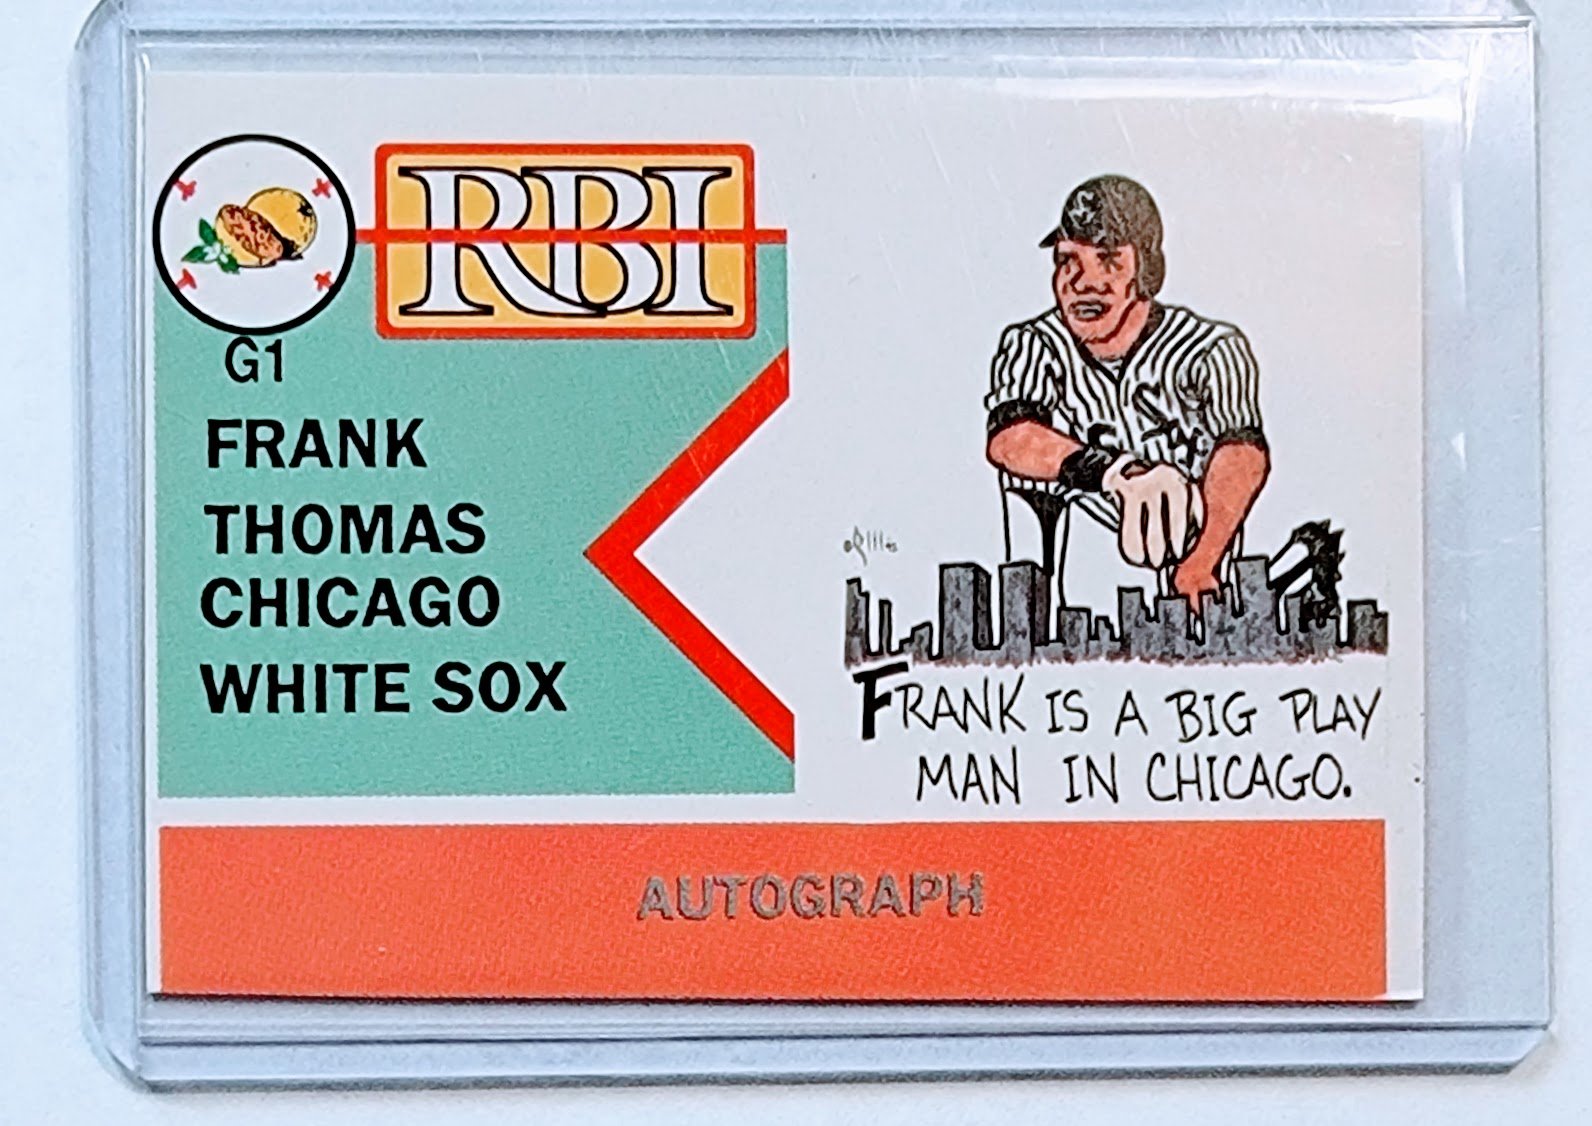 RBI
G1
FRANK
THOMAS
CHICAGO
WHITE SOX
FRANK IS A BIG PLAY
MAN IN CHICAGO.
AUTOGRAPH